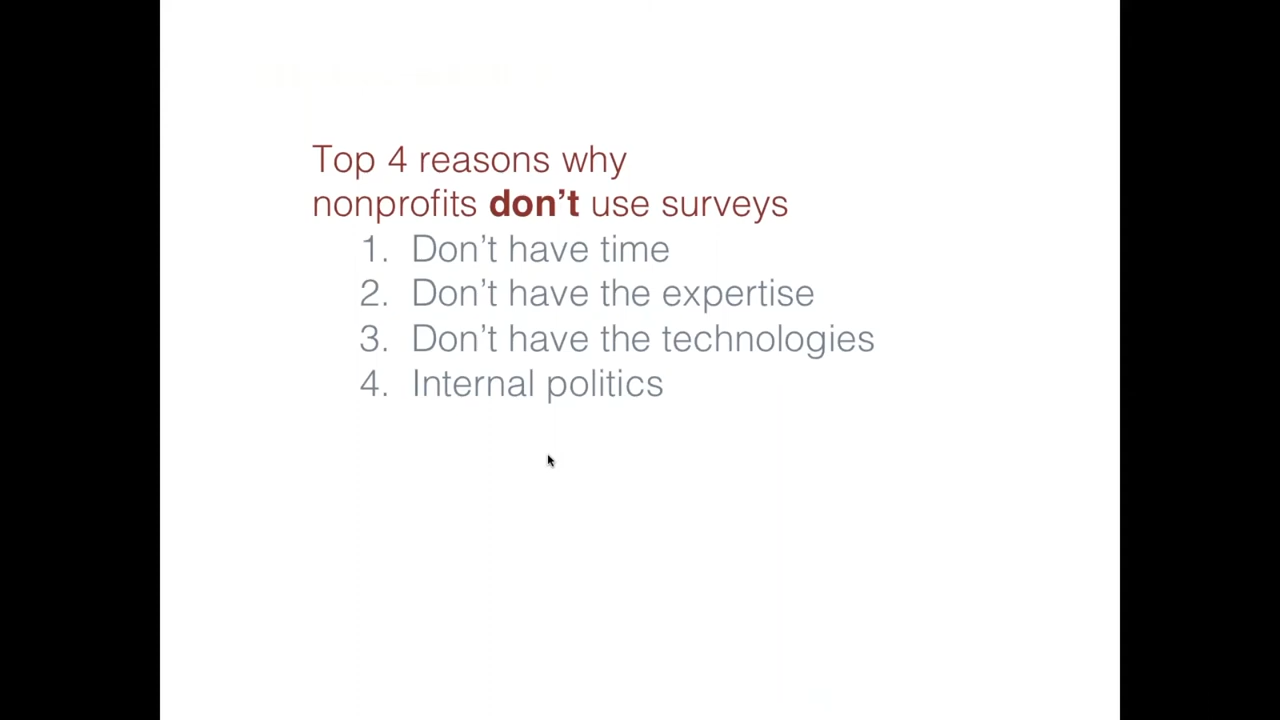 Top 4 reasons why
nonprofits don’t use surveys
1. Don’t have time
2. Don’t have the expertise
3. Don’t have the technologies
4. Internal politics